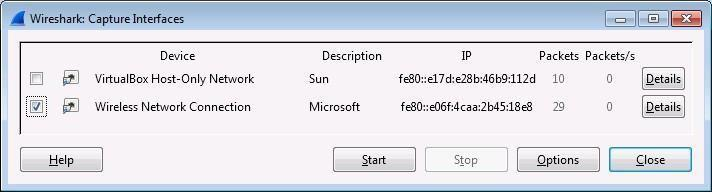 Wireshark: Capture Interfaces
Device Description IP Packets Packets/s
VirtualBox Host-Only Network Sun fe80::e17d:e28b:46b9:112d 10 0 Details
Wireless Network Connection Microsoft fe80::e06f:4caa:2b45:18e8 29 0 Details
Help Start Stop Options Close